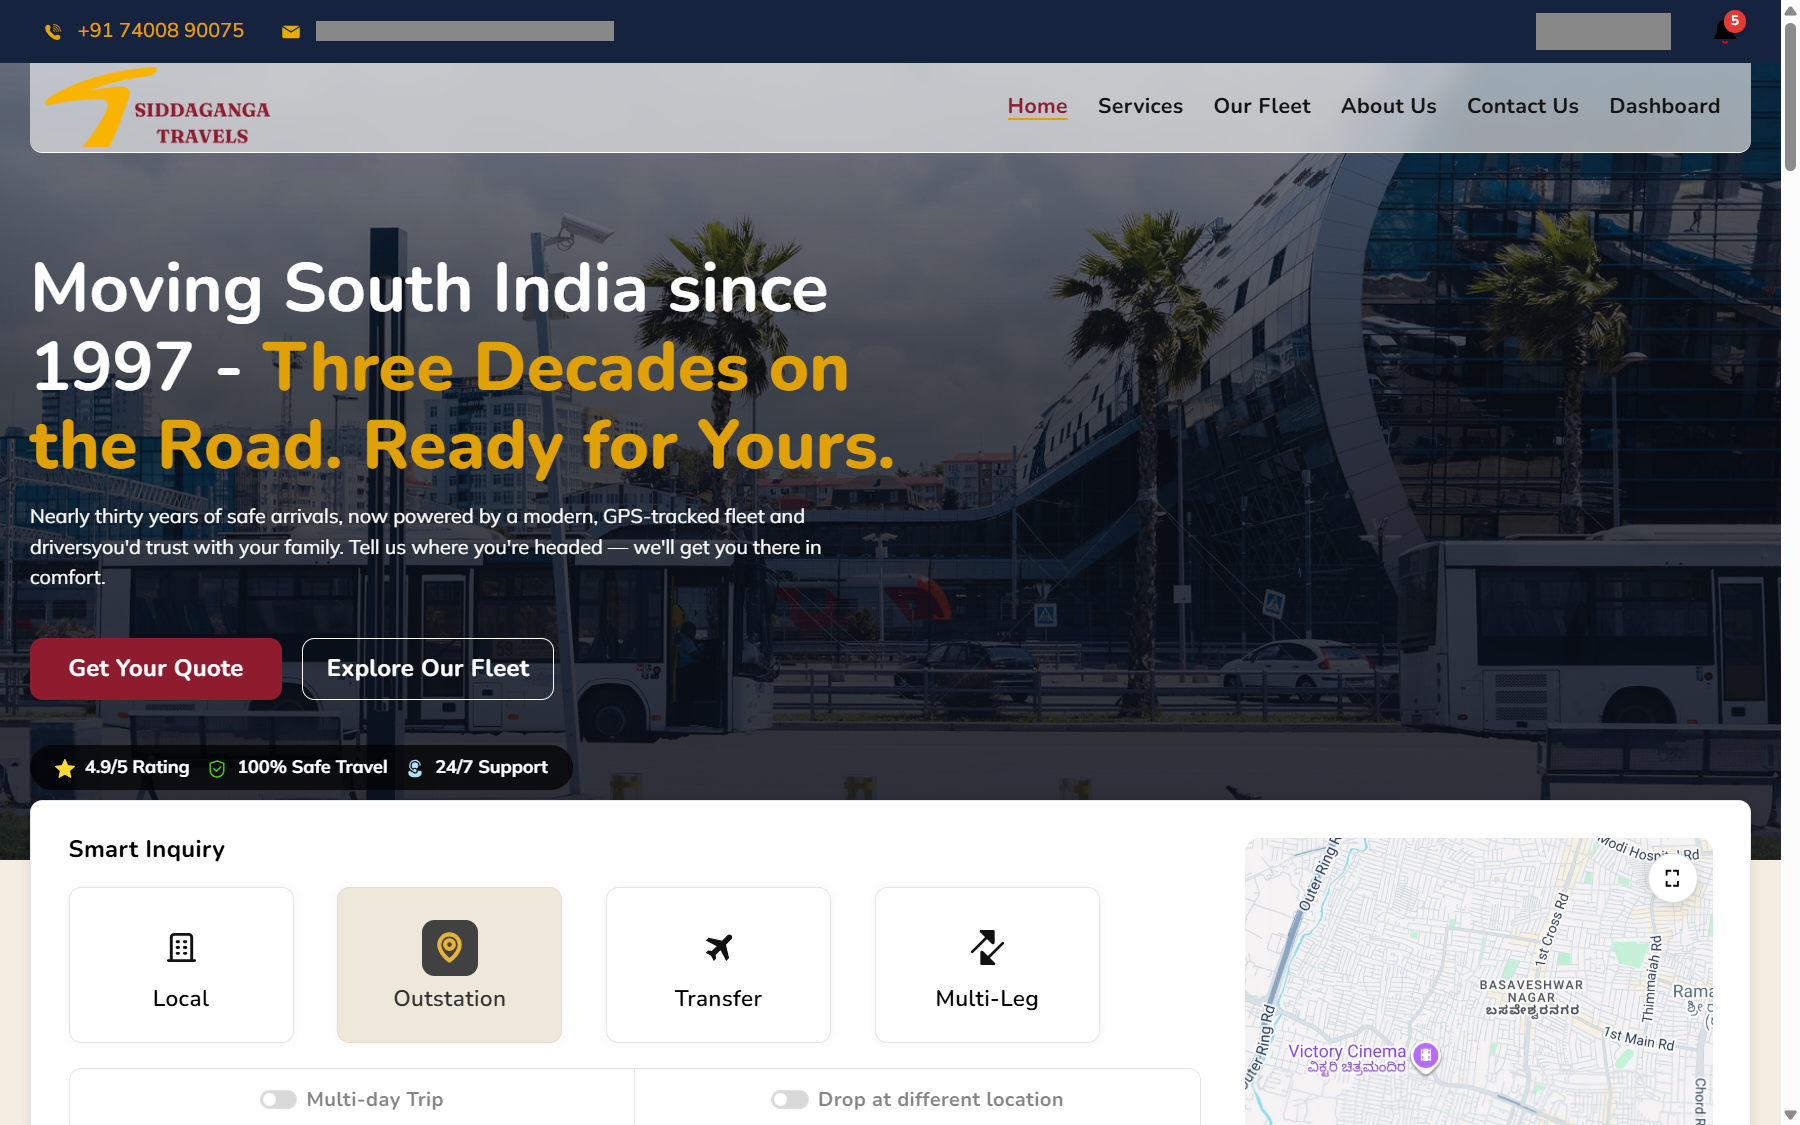 +91 74008 90075
5
SIDDAGANGA
TRAVELS
Home
Services
Our Fleet
About Us
Contact Us
Dashboard
Moving South India since
1997 - Three Decades on
the Road. Ready for Yours.
Nearly thirty years of safe arrivals, now powered by a modern, GPS-tracked fleet and
driversyou'd trust with your family. Tell us where you're headed — we'll get you there in
comfort.
Get Your Quote
Explore Our Fleet
4.9/5 Rating
100% Safe Travel
24/7 Support
Smart Inquiry
Local
Outstation
Transfer
Multi-Leg
Multi-day Trip
Drop at different location
Outer Ring R
Modi Hospital Rd
1st Cross Rd
BASAVESHWAR
NAGAR
ಬಸವೇಶ್ವರನಗರ
Thimmaiah Rd
Rama
1st Main Rd
Victory Cinema
ವಿಕ್ಟರಿ ಚಿತ್ರಮಂದಿರ
Outer Ring Rd
Chord R